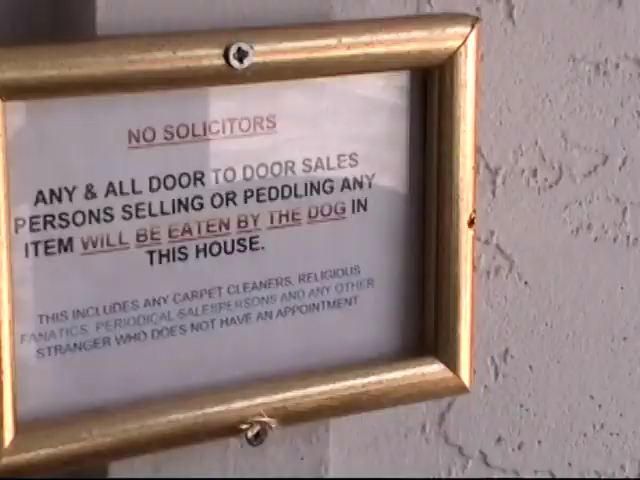 NO SOLICITORS
ANY & ALL DOOR TO DOOR SALES
PERSONS SELLING OR PEDDLING ANY
ITEM WILL BE EATEN BY THE DOG IN
THIS HOUSE.
THIS INCLUDES ANY CARPET CLEANERS, RELIGIOUS
FANATICS, PERIODICAL SALESPERSONS AND ANY OTHER
STRANGER WHO DOES NOT HAVE AN APPOINTMENT